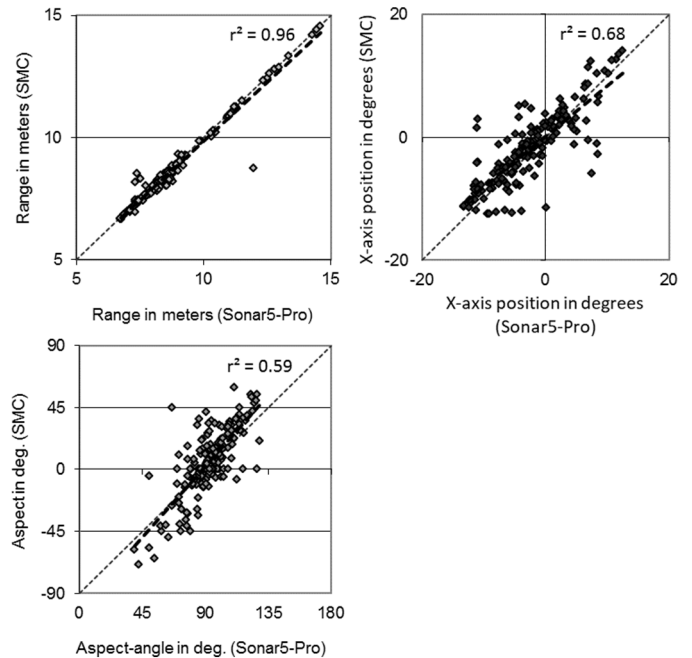 15
r² = 0.96
Range in meters (SMC)
10
5
5 10 15
Range in meters (Sonar5-Pro)
20
r² = 0.68
X-axis position in degrees (SMC)
0
-20
-20 0 20
X-axis position in degrees
(Sonar5-Pro)
90
r² = 0.59
45
Aspect in deg. (SMC)
0
-45
-90
0 45 90 135 180
Aspect-angle in deg. (Sonar5-Pro)